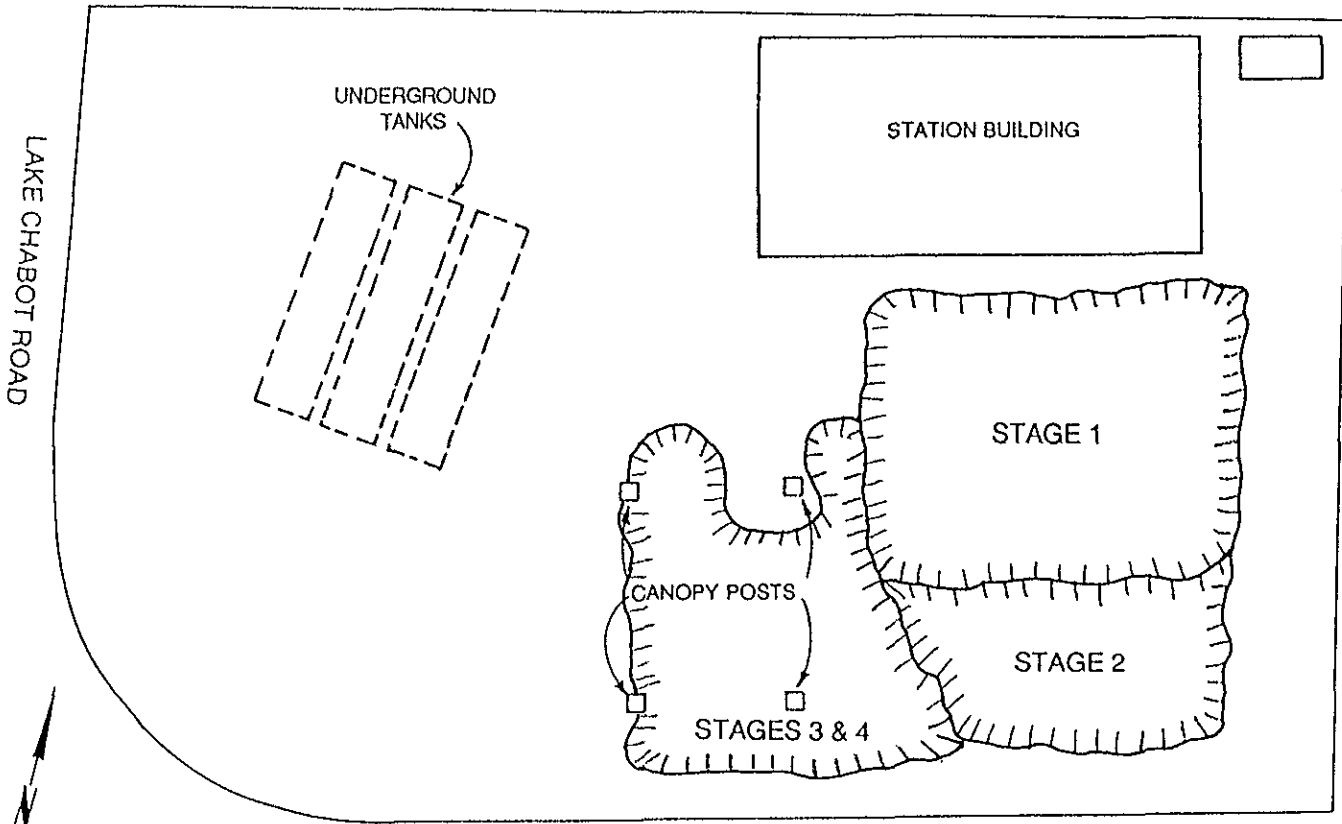 UNDERGROUND
TANKS
STATION BUILDING
LAKE CHABOT ROAD
STAGE 1
CANOPY POSTS
STAGE 2
STAGES 3 & 4
N